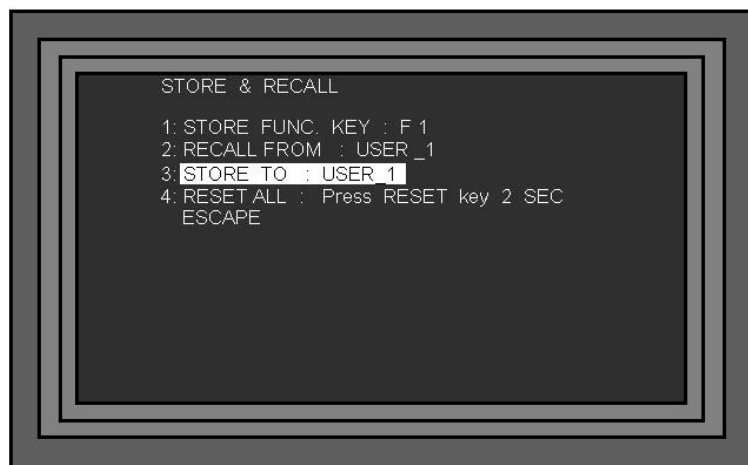 STORE & RECALL
1: STORE FUNC. KEY : F 1
2: RECALL FROM : USER _1
3: STORE TO : USER_1
4: RESET ALL : Press RESET key 2 SEC
ESCAPE